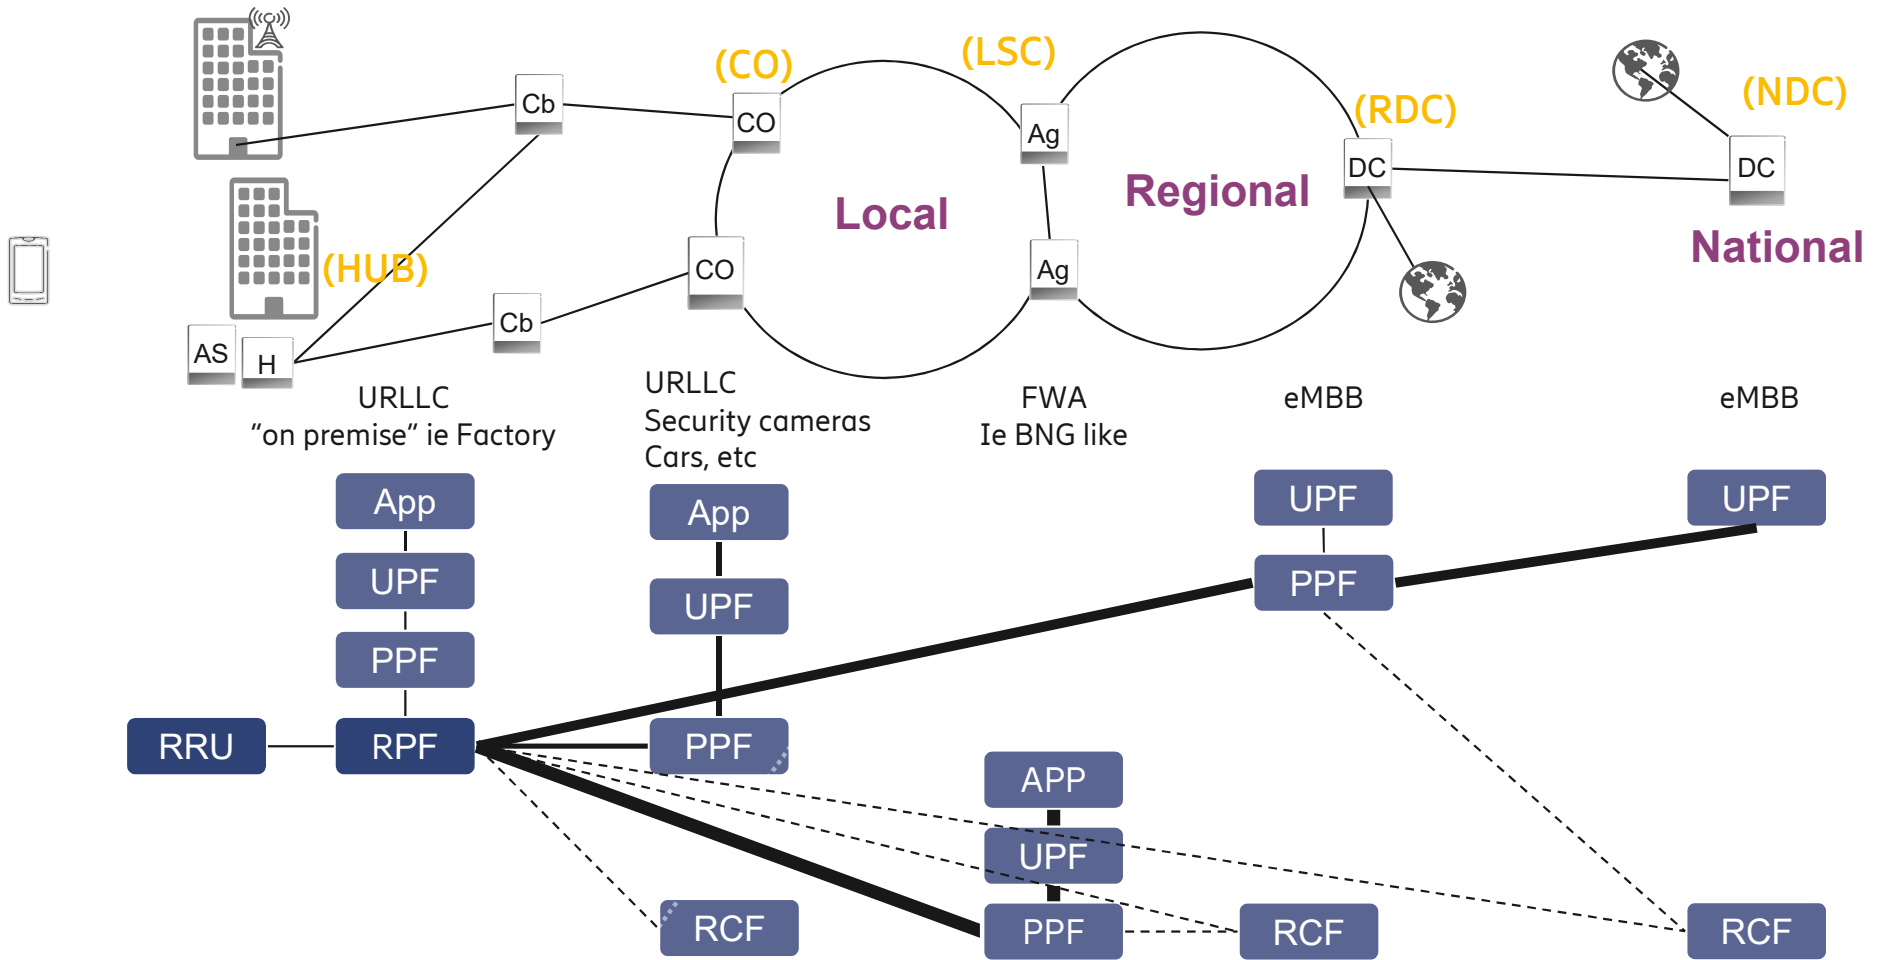 (CO)
(LSC)
(RDC)
(NDC)
Cb
CO
Ag
DC
DC
Local
Regional
National
(HUB)
CO
Ag
Cb
AS
H
URLLC
“on premise” ie Factory
URLLC
Security cameras
Cars, etc
FWA
Ie BNG like
eMBB
eMBB
App
App
UPF
UPF
UPF
UPF
PPF
PPF
RRU
RPF
PPF
APP
UPF
RCF
PPF
RCF
RCF